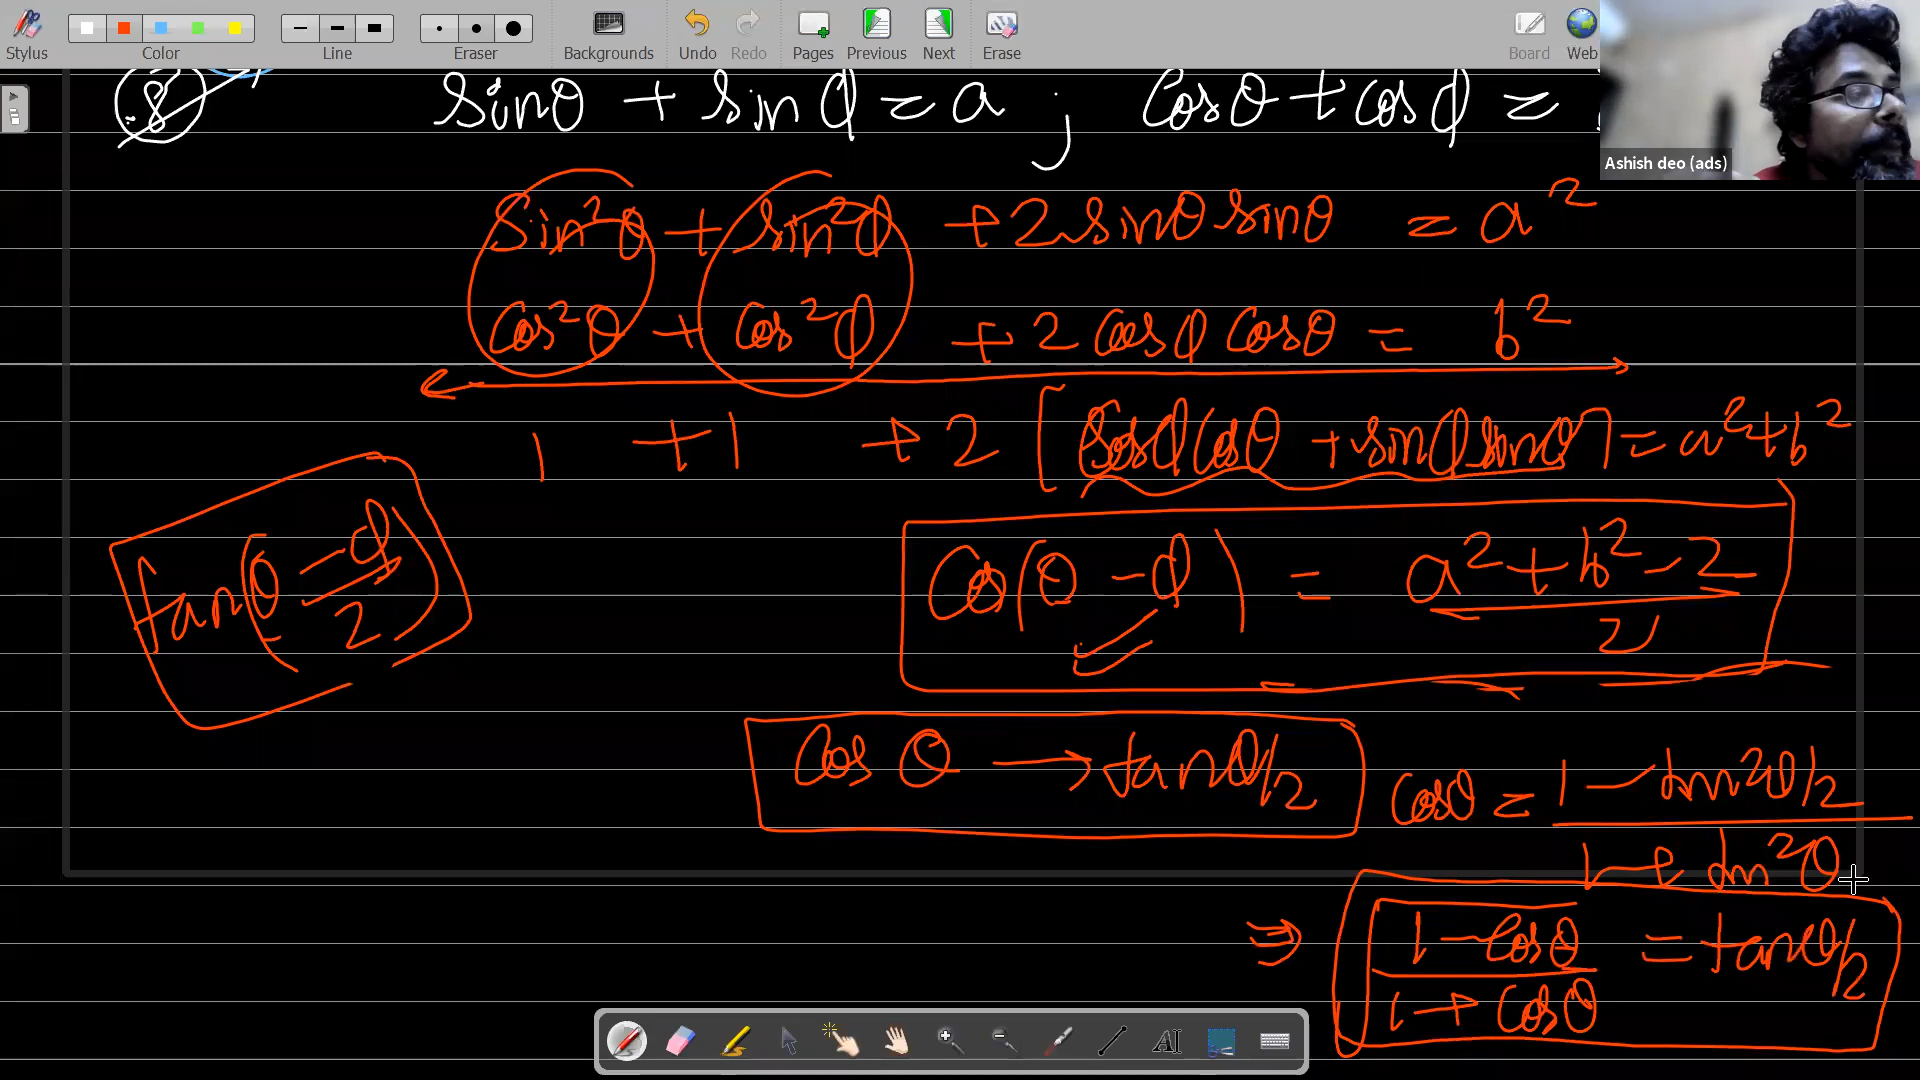 Stylus Color Line Eraser Backgrounds Undo Redo Pages Previous Next Erase Board Web
Ashish deo (ads)
8
sinθ + sin ϕ = a ; cosθ + cosϕ =
sin²θ + sin²ϕ + 2 sinθ sinθ = a²
cos²θ + cos²ϕ + 2 cosϕ cosθ = b²
1 + 1 + 2 [cosϕ cosθ + sinϕ sinθ] = a² + b²
tan(θ - ϕ / 2)
cos(θ - ϕ) = a² + b² - 2 / 2
cos θ → tan θ/2
cosθ = 1 - tan²θ/2 / 1 + tan²θ
⇒ √1 - cosθ / 1 + cosθ = tan θ/2
AI